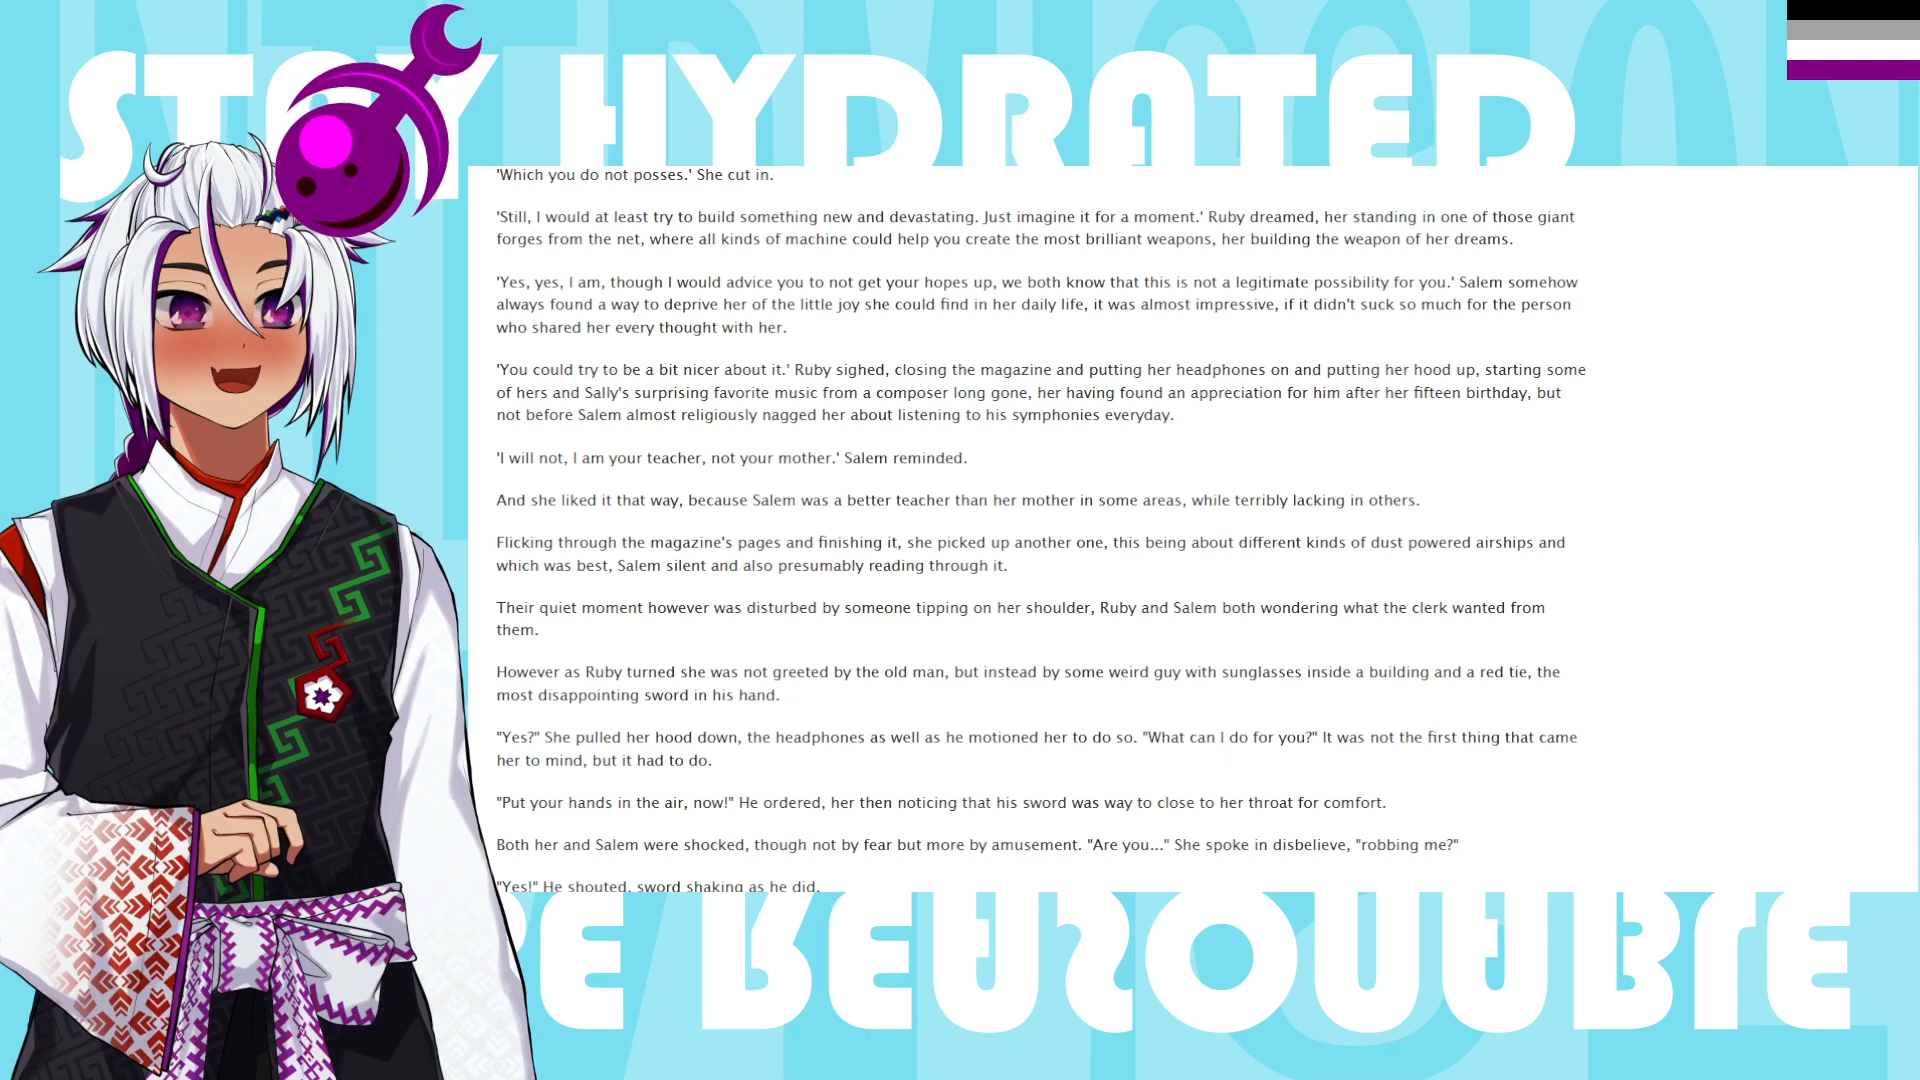 STAY HYDRATED
'Which you do not posses.' She cut in.
'Still, I would at least try to build something new and devastating. Just imagine it for a moment.' Ruby dreamed, her standing in one of those giant
forges from the net, where all kinds of machine could help you create the most brilliant weapons, her building the weapon of her dreams.
'Yes, yes, I am, though I would advice you to not get your hopes up, we both know that this is not a legitimate possibility for you.' Salem somehow
always found a way to deprive her of the little joy she could find in her daily life, it was almost impressive, if it didn't suck so much for the person
who shared her every thought with her.
'You could try to be a bit nicer about it.' Ruby sighed, closing the magazine and putting her headphones on and putting her hood up, starting some
of hers and Sally's surprising favorite music from a composer long gone, her having found an appreciation for him after her fifteen birthday, but
not before Salem almost religiously nagged her about listening to his symphonies everyday.
'I will not, I am your teacher, not your mother.' Salem reminded.
And she liked it that way, because Salem was a better teacher than her mother in some areas, while terribly lacking in others.
Flicking through the magazine's pages and finishing it, she picked up another one, this being about different kinds of dust powered airships and
which was best, Salem silent and also presumably reading through it.
Their quiet moment however was disturbed by someone tipping on her shoulder, Ruby and Salem both wondering what the clerk wanted from
them.
However as Ruby turned she was not greeted by the old man, but instead by some weird guy with sunglasses inside a building and a red tie, the
most disappointing sword in his hand.
"Yes?" She pulled her hood down, the headphones as well as he motioned her to do so. "What can I do for you?" It was not the first thing that came
her to mind, but it had to do.
"Put your hands in the air, now!" He ordered, her then noticing that his sword was way to close to her throat for comfort.
Both her and Salem were shocked, though not by fear but more by amusement. "Are you..." She spoke in disbelieve, "robbing me?"
"Yes!" He shouted, sword shaking as he did.